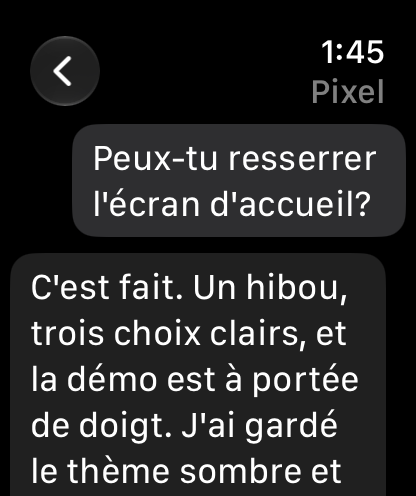 1:45
Pixel
Peux-tu resserrer
l'écran d'accueil?
C'est fait. Un hibou,
trois choix clairs, et
la démo est à portée
de doigt. J'ai gardé
le thème sombre et